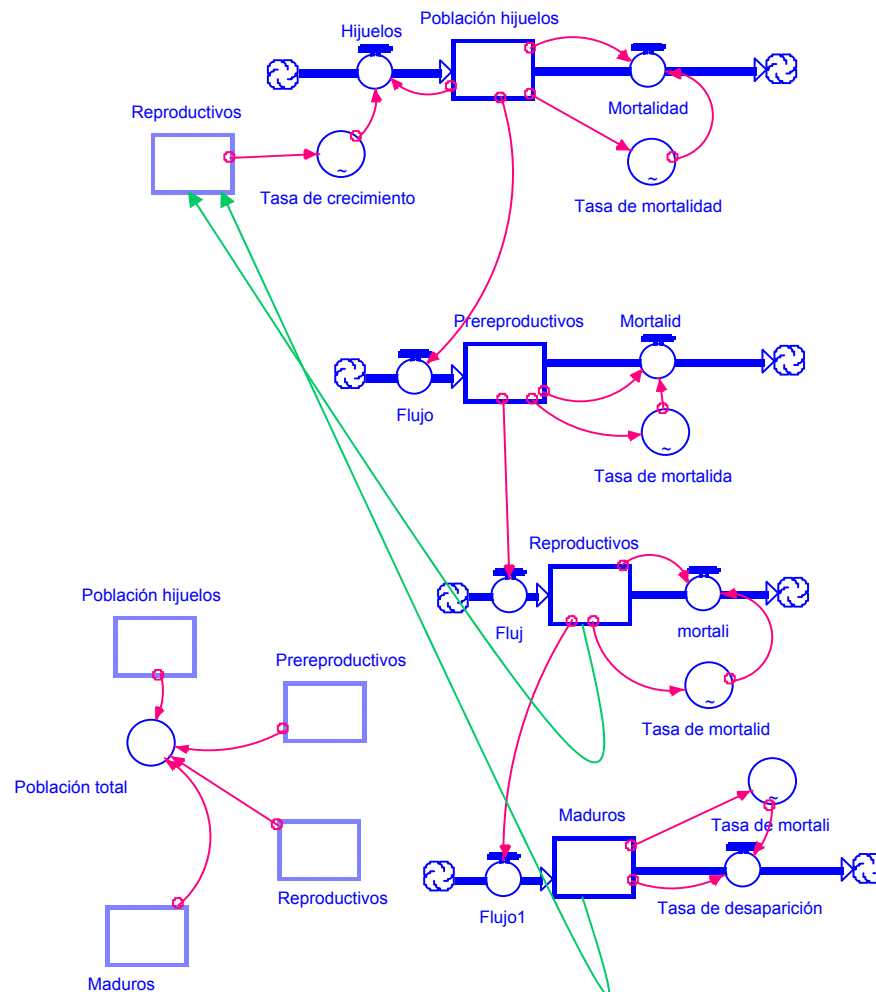 Población hijuelos
Hijuelos
Mortalidad
Reproductivos
Tasa de crecimiento
~
Tasa de mortalidad
~
Prereproductivos
Mortalid
Flujo
Tasa de mortalida
~
Reproductivos
Fluj
mortali
Tasa de mortalid
~
Población hijuelos
Prereproductivos
Población total
Reproductivos
Maduros
Maduros
~
Tasa de mortali
Flujo1
Tasa de desaparición